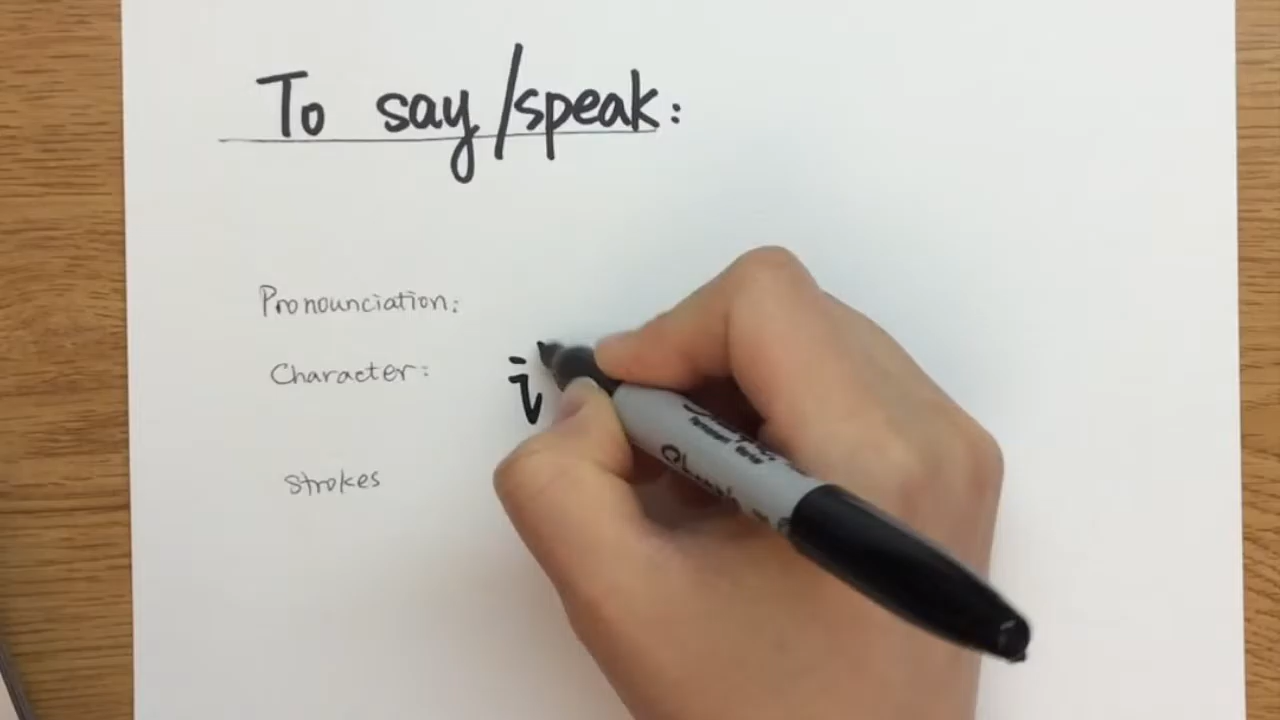 To say/speak:
Pronounciation:
Character:
讠
Strokes